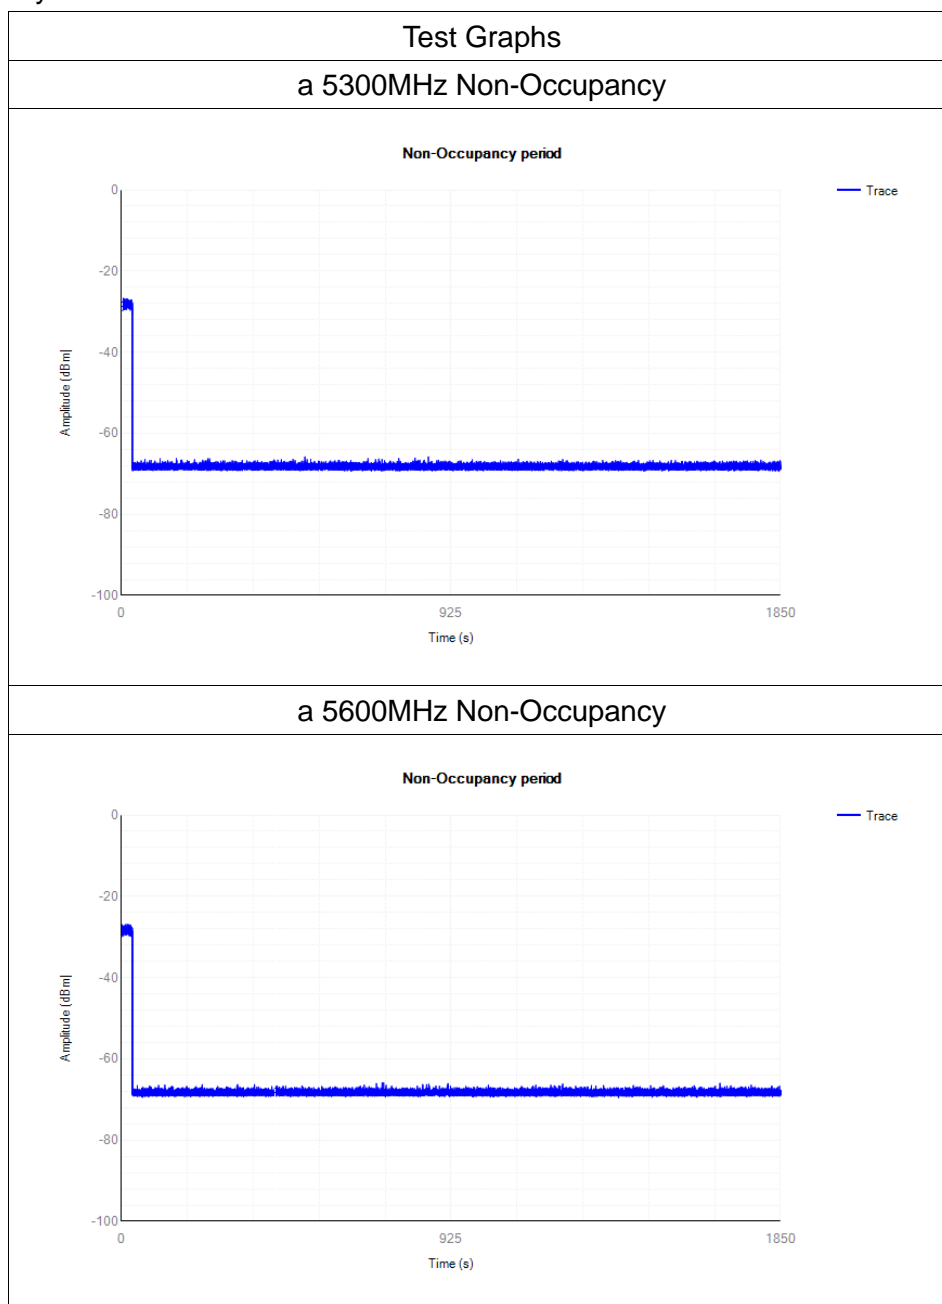 Test Graphs
a 5300MHz Non-Occupancy
Non-Occupancy period
Trace
0
-20
-40
-60
-80
-100
Amplitude [dBm]
0 925 1850
Time (s)
a 5600MHz Non-Occupancy
Non-Occupancy period
Trace
0
-20
-40
-60
-80
-100
Amplitude [dBm]
0 925 1850
Time (s)